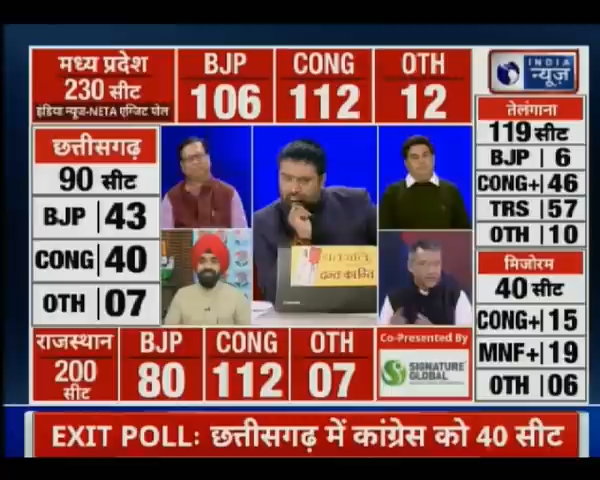 मध्य प्रदेश
230 सीट
इंडिया न्यूज़-NETA एग्ज़िट पोल
BJP
106
CONG
112
OTH
12
INDIA
न्यूज़
छत्तीसगढ़
90 सीट
BJP 43
CONG 40
OTH 07
तेलंगाना
119 सीट
BJP 6
CONG+ 46
TRS 57
OTH 10
मिजोरम
40 सीट
CONG+ 15
MNF+ 19
OTH 06
दन्त कान्ति
राजस्थान
200
सीट
BJP
80
CONG
112
OTH
07
Co-Presented By
SIGNATURE
GLOBAL
EXIT POLL: छत्तीसगढ़ में कांग्रेस को 40 सीट